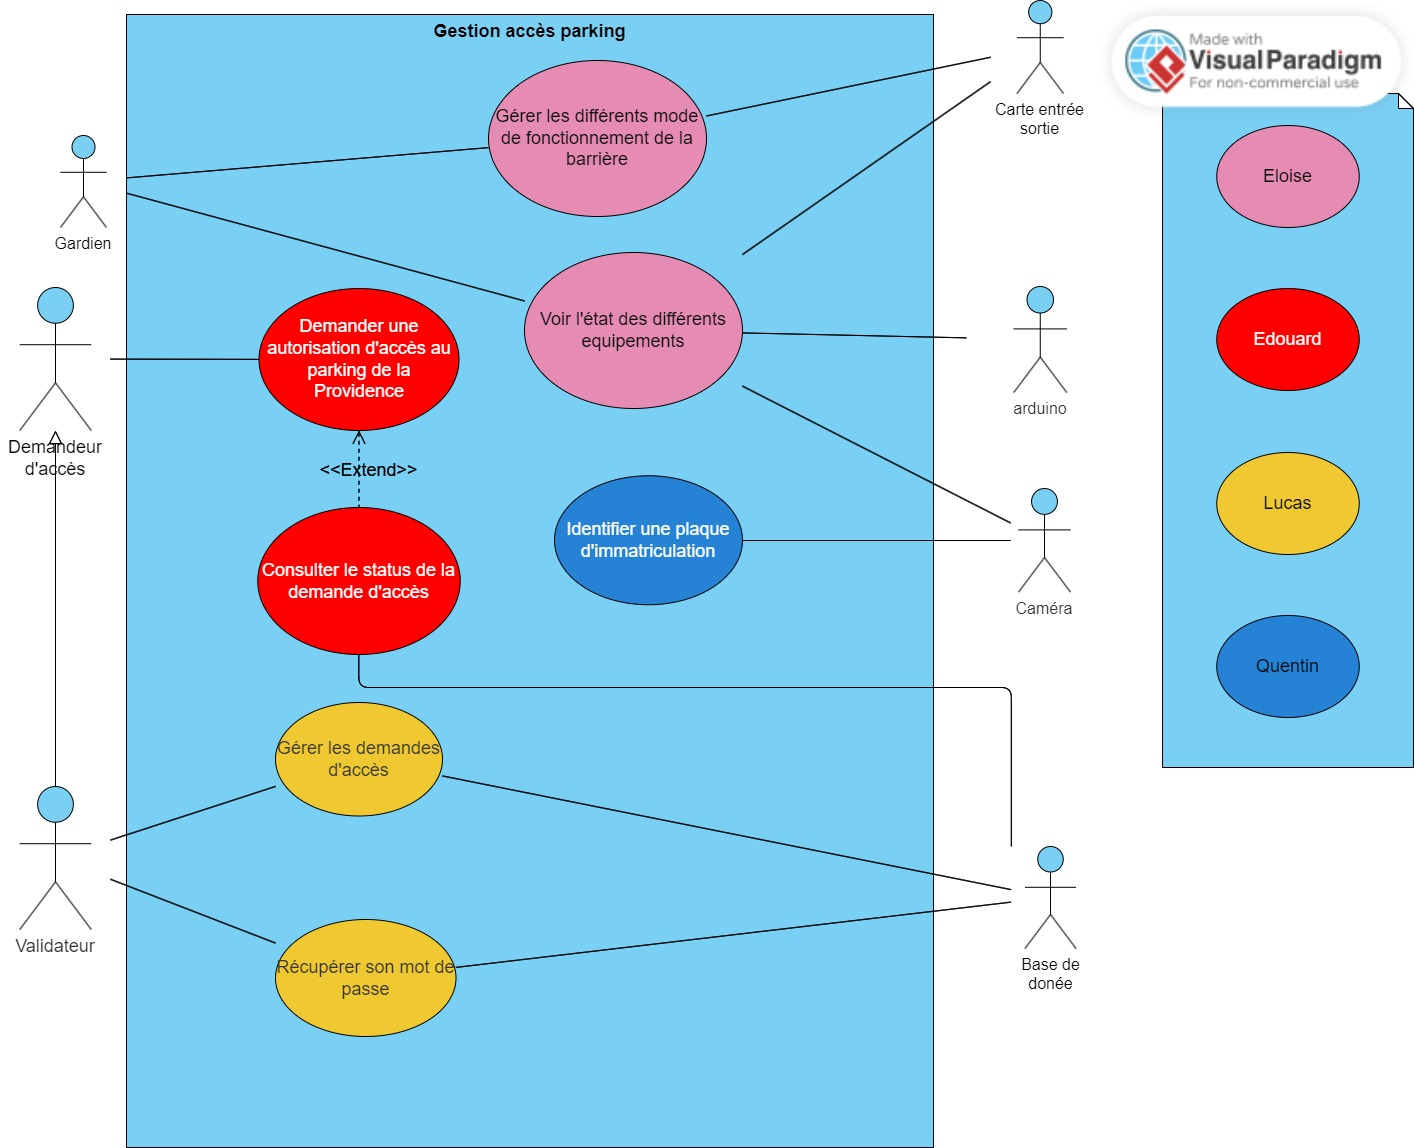 Gestion accès parking
Made with
VisualParadigm
For non-commercial use
Gérer les différents mode
de fonctionnement de la
barrière
Carte entrée
sortie
Eloise
Gardien
Demander une
autorisation d'accès au
parking de la
Providence
Voir l'état des différents
equipements
Edouard
arduino
Demandeur
d'accès
<<Extend>>
Lucas
Identifier une plaque
d'immatriculation
Consulter le status de la
demande d'accès
Caméra
Quentin
Gérer les demandes
d'accès
Validateur
Récupérer son mot de
passe
Base de
donée